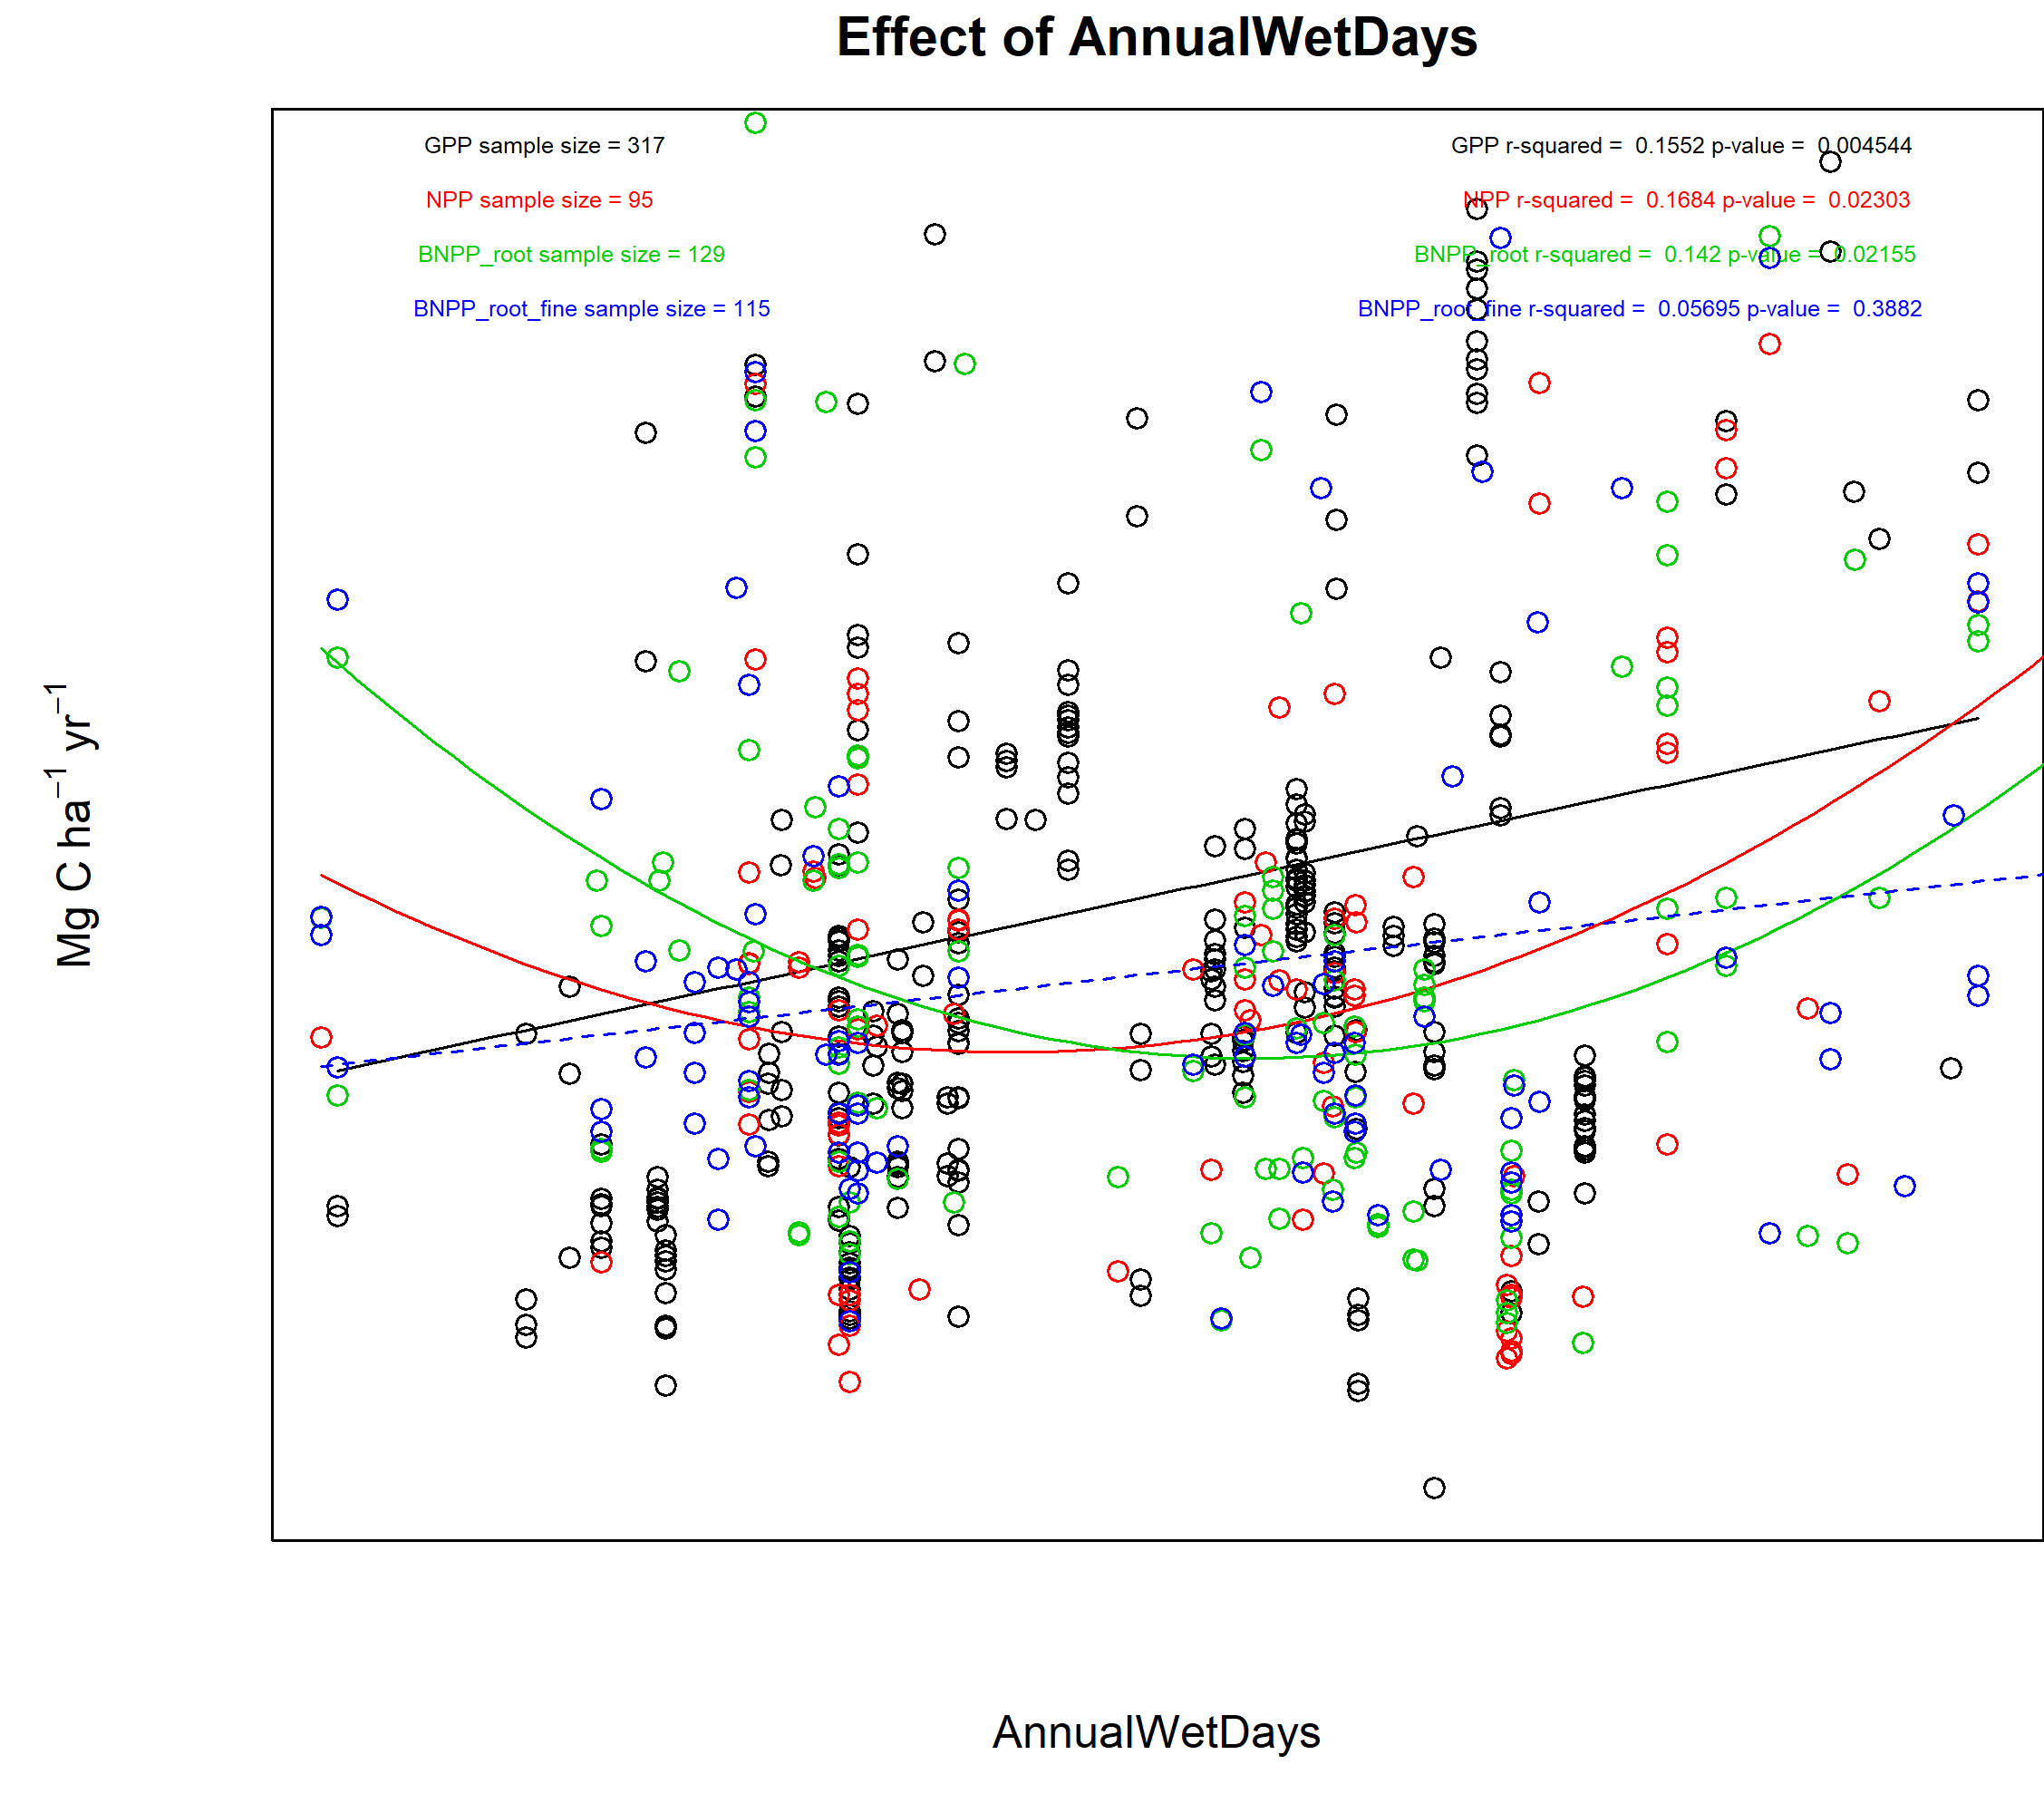 Effect of AnnualWetDays
GPP sample size = 317
GPP r-squared = 0.1552 p-value = 0.004544
NPP sample size = 95
NPP r-squared = 0.1684 p-value = 0.02303
BNPP_root sample size = 129
BNPP_root r-squared = 0.142 p-value = 0.02155
BNPP_root_fine sample size = 115
BNPP_root_fine r-squared = 0.05695 p-value = 0.3882
Mg C ha⁻¹ yr⁻¹
AnnualWetDays